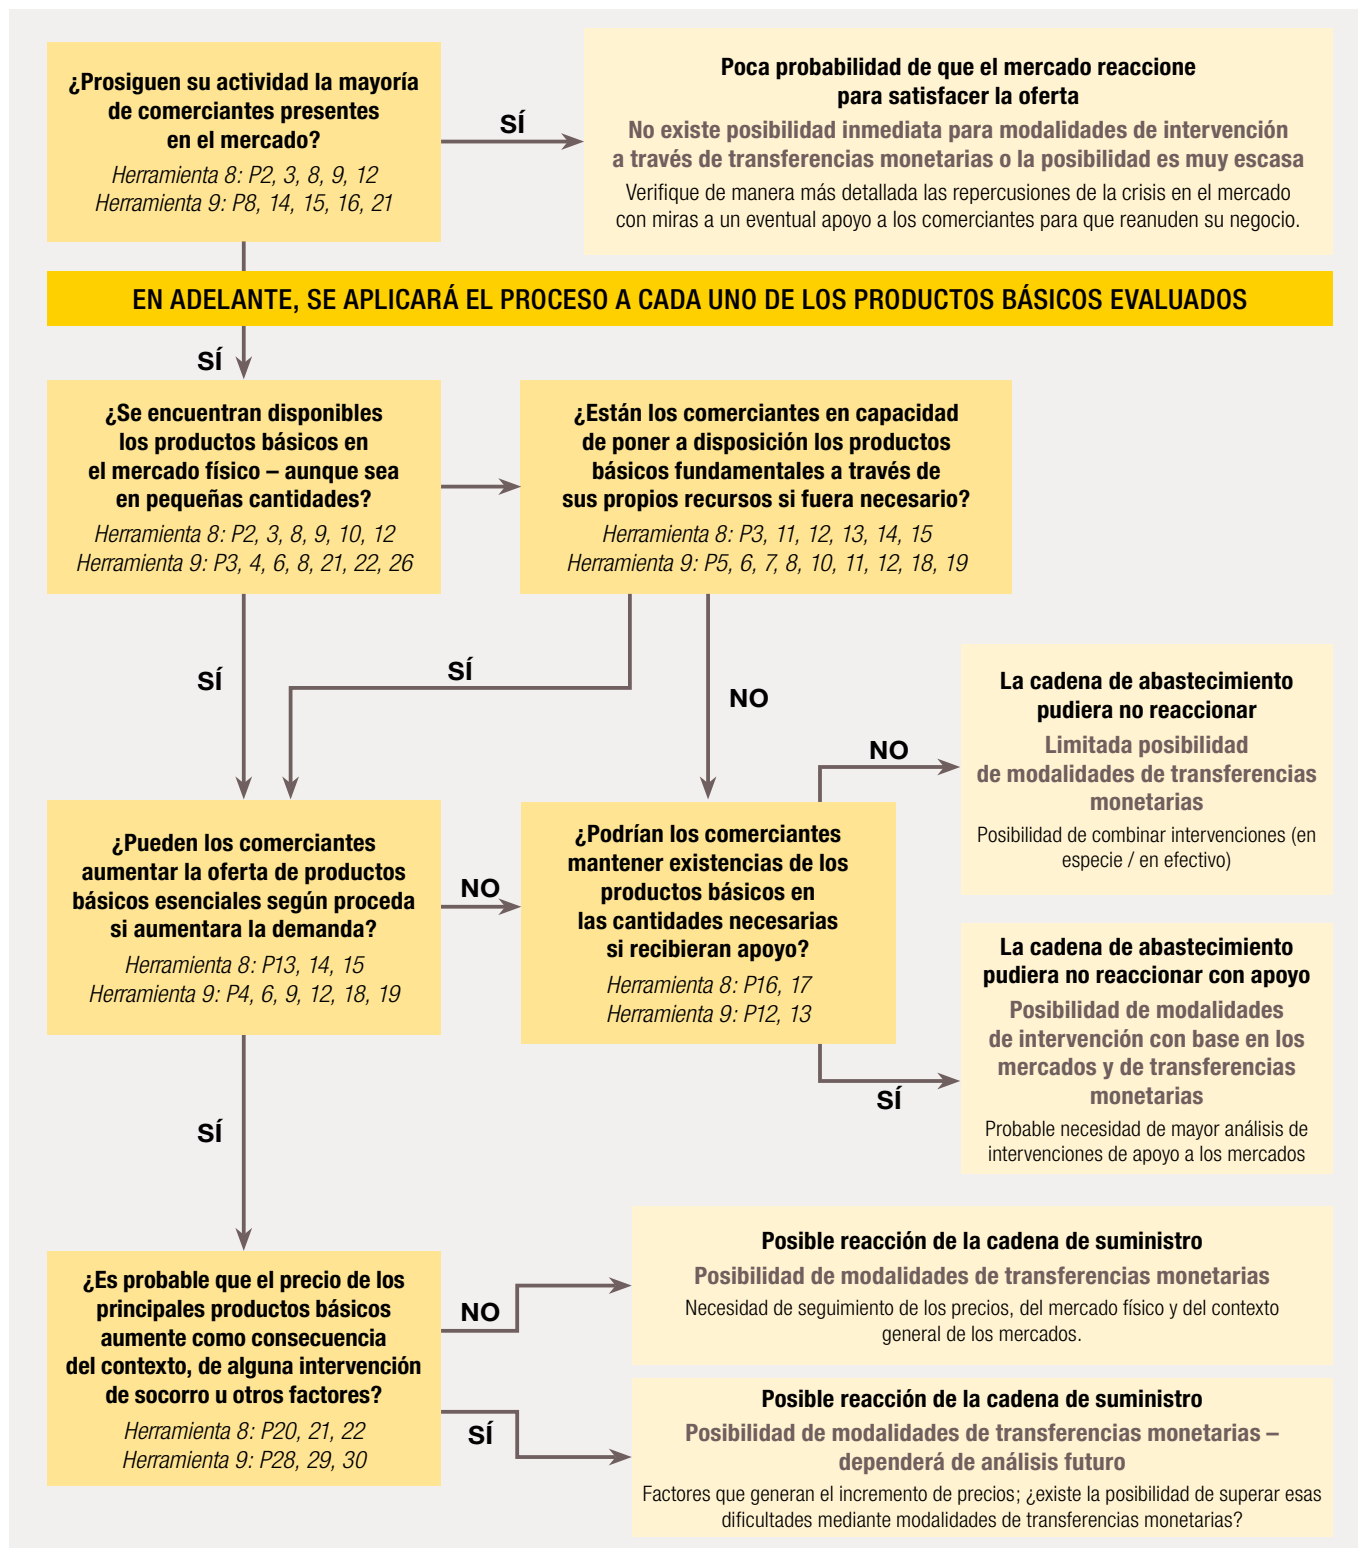 ¿Prosiguen su actividad la mayoría
de comerciantes presentes
en el mercado?
Herramienta 8: P2, 3, 8, 9, 12
Herramienta 9: P8, 14, 15, 16, 21
SÍ
Poca probabilidad de que el mercado reaccione
para satisfacer la oferta
No existe posibilidad inmediata para modalidades de intervención
a través de transferencias monetarias o la posibilidad es muy escasa
Verifique de manera más detallada las repercusiones de la crisis en el mercado
con miras a un eventual apoyo a los comerciantes para que reanuden su negocio.
EN ADELANTE, SE APLICARÁ EL PROCESO A CADA UNO DE LOS PRODUCTOS BÁSICOS EVALUADOS
SÍ
¿Se encuentran disponibles
los productos básicos en
el mercado físico – aunque sea
en pequeñas cantidades?
Herramienta 8: P2, 3, 8, 9, 10, 12
Herramienta 9: P3, 4, 6, 8, 21, 22, 26
¿Están los comerciantes en capacidad
de poner a disposición los productos
básicos fundamentales a través de
sus propios recursos si fuera necesario?
Herramienta 8: P3, 11, 12, 13, 14, 15
Herramienta 9: P5, 6, 7, 8, 10, 11, 12, 18, 19
SÍ
SÍ
NO
¿Pueden los comerciantes
aumentar la oferta de productos
básicos esenciales según proceda
si aumentara la demanda?
Herramienta 8: P13, 14, 15
Herramienta 9: P4, 6, 9, 12, 18, 19
NO
¿Podrían los comerciantes
mantener existencias de los
productos básicos en
las cantidades necesarias
si recibieran apoyo?
Herramienta 8: P16, 17
Herramienta 9: P12, 13
NO
La cadena de abastecimiento
pudiera no reaccionar
Limitada posibilidad
de modalidades de transferencias
monetarias
Posibilidad de combinar intervenciones (en
especie / en efectivo)
SÍ
La cadena de abastecimiento
pudiera no reaccionar con apoyo
Posibilidad de modalidades
de intervención con base en los
mercados y de transferencias
monetarias
Probable necesidad de mayor análisis de
intervenciones de apoyo a los mercados
SÍ
¿Es probable que el precio de los
principales productos básicos
aumente como consecuencia
del contexto, de alguna intervención
de socorro u otros factores?
Herramienta 8: P20, 21, 22
Herramienta 9: P28, 29, 30
NO
Posible reacción de la cadena de suministro
Posibilidad de modalidades de transferencias monetarias
Necesidad de seguimiento de los precios, del mercado físico y del contexto
general de los mercados.
SÍ
Posible reacción de la cadena de suministro
Posibilidad de modalidades de transferencias monetarias –
dependerá de análisis futuro
Factores que generan el incremento de precios; ¿existe la posibilidad de superar esas
dificultades mediante modalidades de transferencias monetarias?